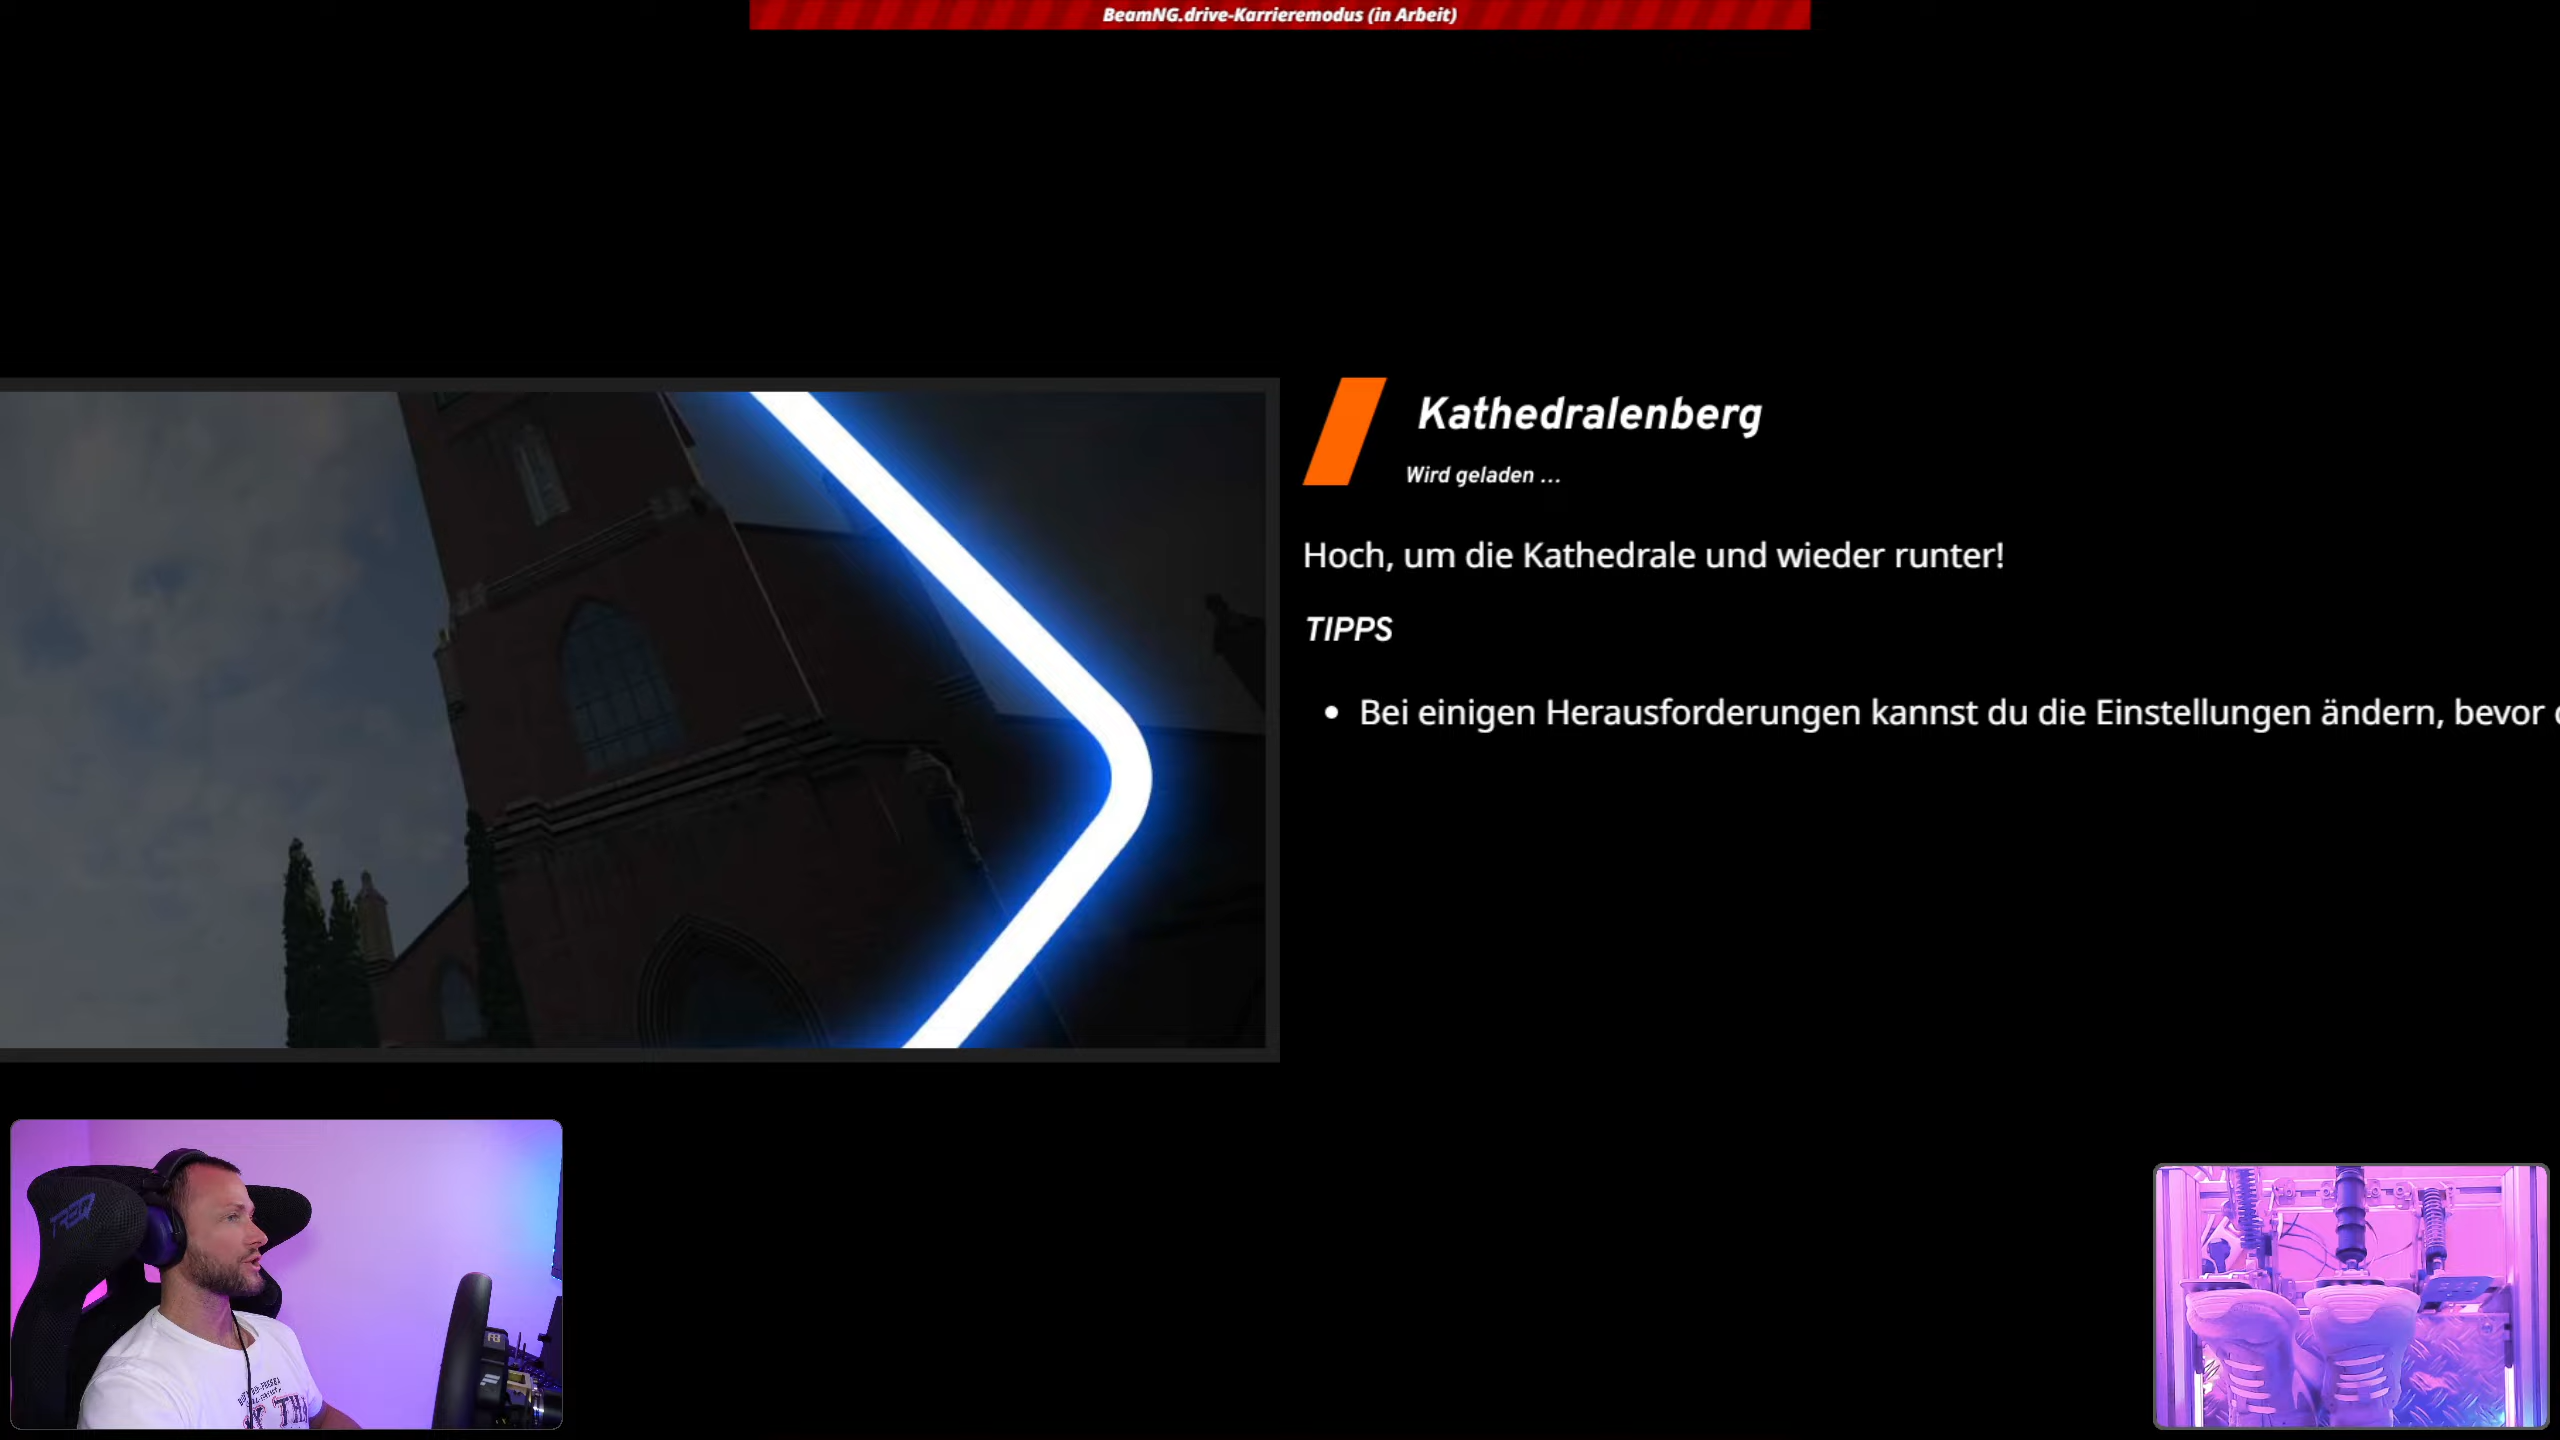 BeamNG.drive-Karrieremodus (in Arbeit)
Kathedralenberg
Wird geladen ...
Hoch, um die Kathedrale und wieder runter!
TIPPS
• Bei einigen Herausforderungen kannst du die Einstellungen ändern, bevor
TREQ